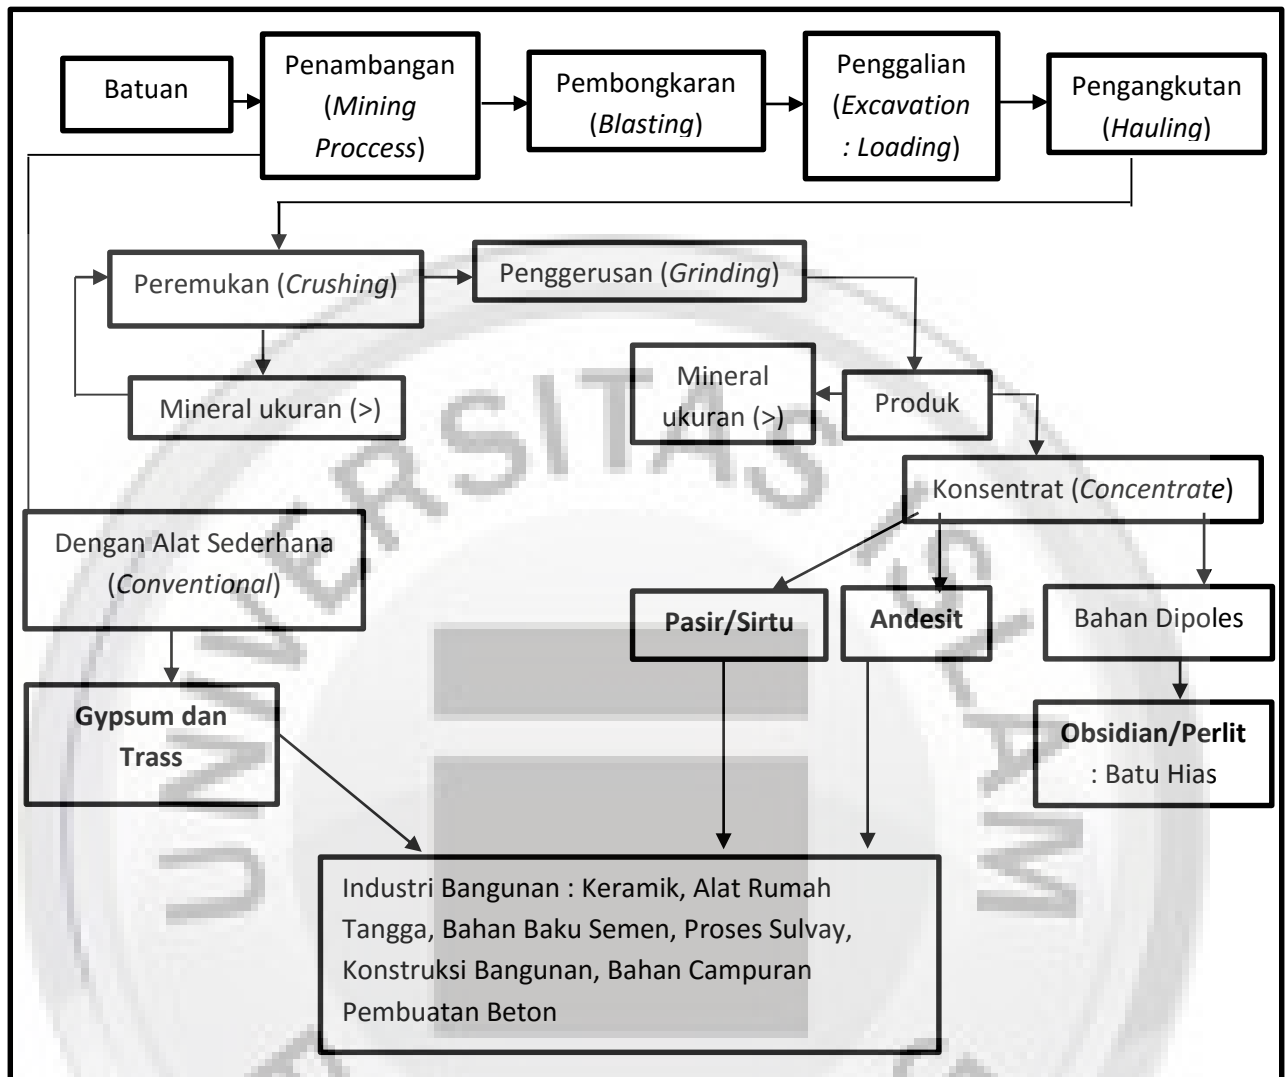 Batuan
Penambangan
(Mining
Proccess)
Pembongkaran
(Blasting)
Penggalian
(Excavation
: Loading)
Pengangkutan
(Hauling)
Peremukan (Crushing)
Penggerusan (Grinding)
Mineral ukuran (>)
Mineral
ukuran (>)
Produk
Konsentrat (Concentrate)
Dengan Alat Sederhana
(Conventional)
Pasir/Sirtu
Andesit
Bahan Dipoles
Gypsum dan
Trass
Obsidian/Perlit
: Batu Hias
Industri Bangunan : Keramik, Alat Rumah
Tangga, Bahan Baku Semen, Proses Sulvay,
Konstruksi Bangunan, Bahan Campuran
Pembuatan Beton
UNIVERSITAS ISLAM